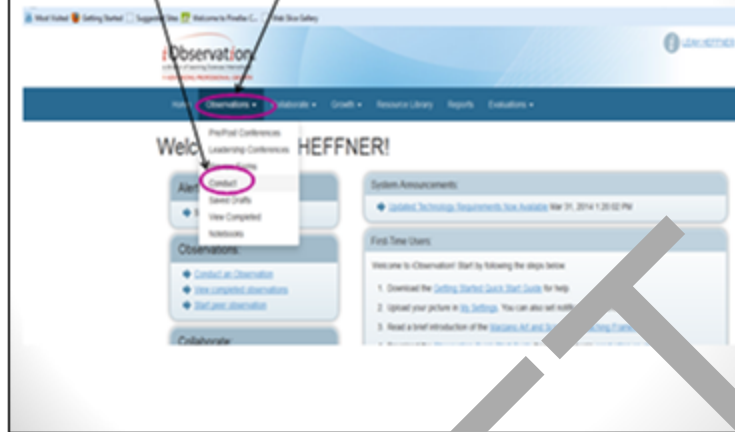 Most Visited Getting Started Suggested Sites Welcome to Pinellas C... Web Slice Gallery
iObservation
LEAH HEFFNER
Home Observations Collaborate Growth Resource Library Reports Evaluations
Pre/Post Conferences
Welc HEFFNER!
Leadership Conferences
Conduct
Saved Drafts
View Completed
Notebooks
Observations:
Conduct an Observation
View completed observations
Start peer observation
Collaborate:
System Announcements:
Updated Technology Requirements Now Available Mar 31, 2014 1:20:02 PM
First-Time Users:
Welcome to iObservation! Start by following the steps below.
1. Download the Getting Started Quick Start Guide for help
2. Upload your picture in My Settings. You can also set
3. Read a brief introduction of the Marzano Art and